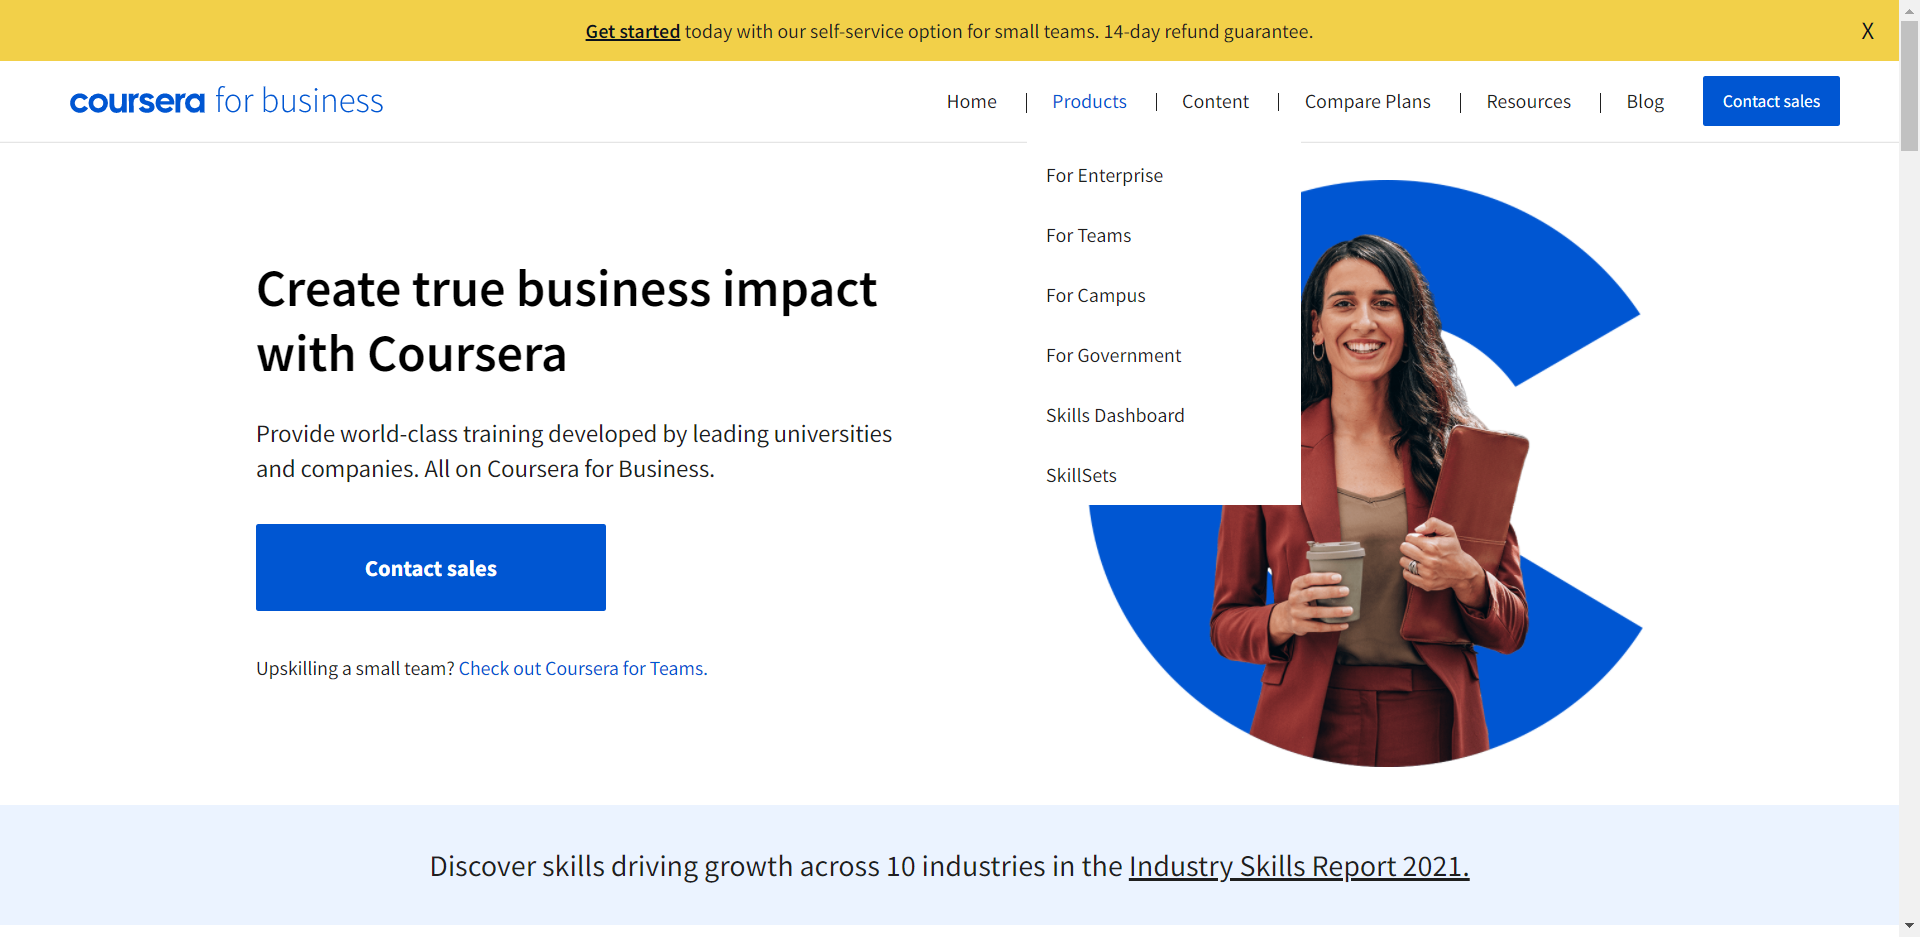 Get started today with our self-service option for small teams. 14-day refund guarantee.
X
coursera for business
Home | Products | Content | Compare Plans | Resources | Blog
Contact sales
For Enterprise
For Teams
For Campus
For Government
Skills Dashboard
SkillSets
Create true business impact
with Coursera
Provide world-class training developed by leading universities
and companies. All on Coursera for Business.
Contact sales
Upskilling a small team? Check out Coursera for Teams.
Discover skills driving growth across 10 industries in the Industry Skills Report 2021.